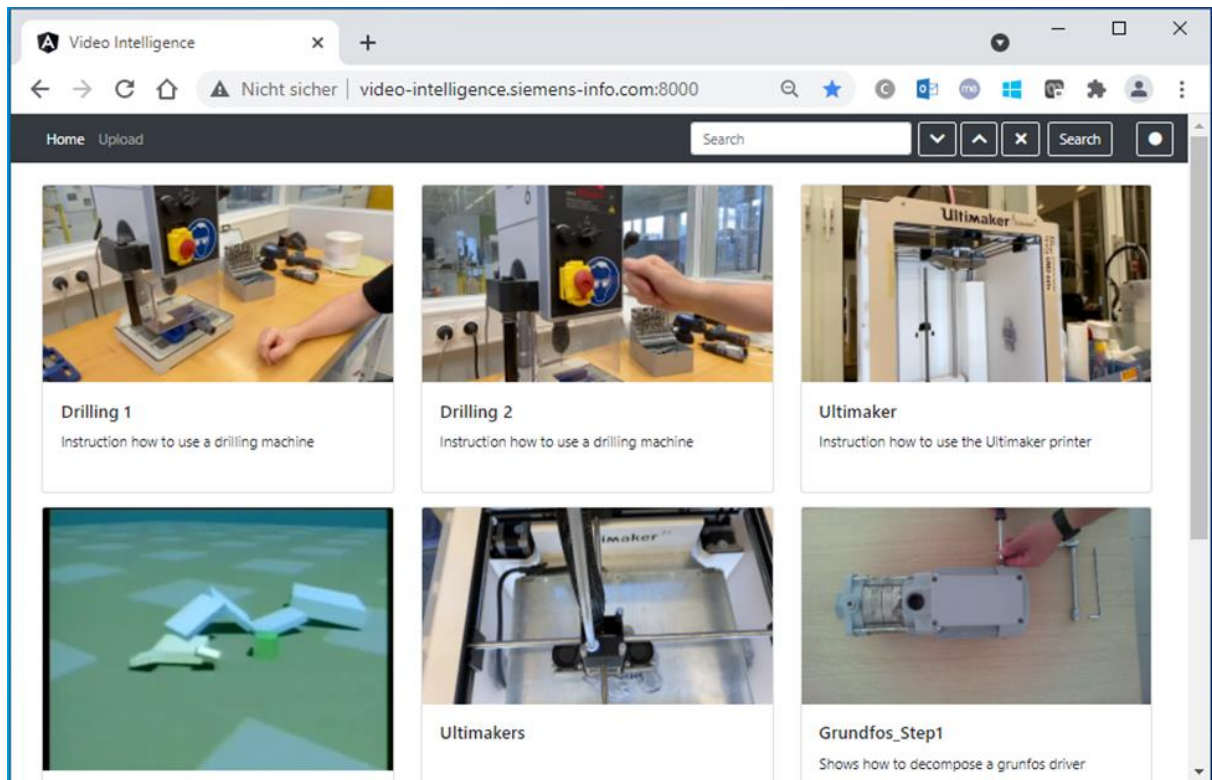 Video Intelligence
Nicht sicher | video-intelligence.siemens-info.com:8000
Home Upload Search Search
Ultimaker
Drilling 1
Instruction how to use a drilling machine
Drilling 2
Instruction how to use a drilling machine
Ultimaker
Instruction how to use the Ultimaker printer
imaker
Ultimakers
Grundfos_Step1
Shows how to decompose a grunfos driver